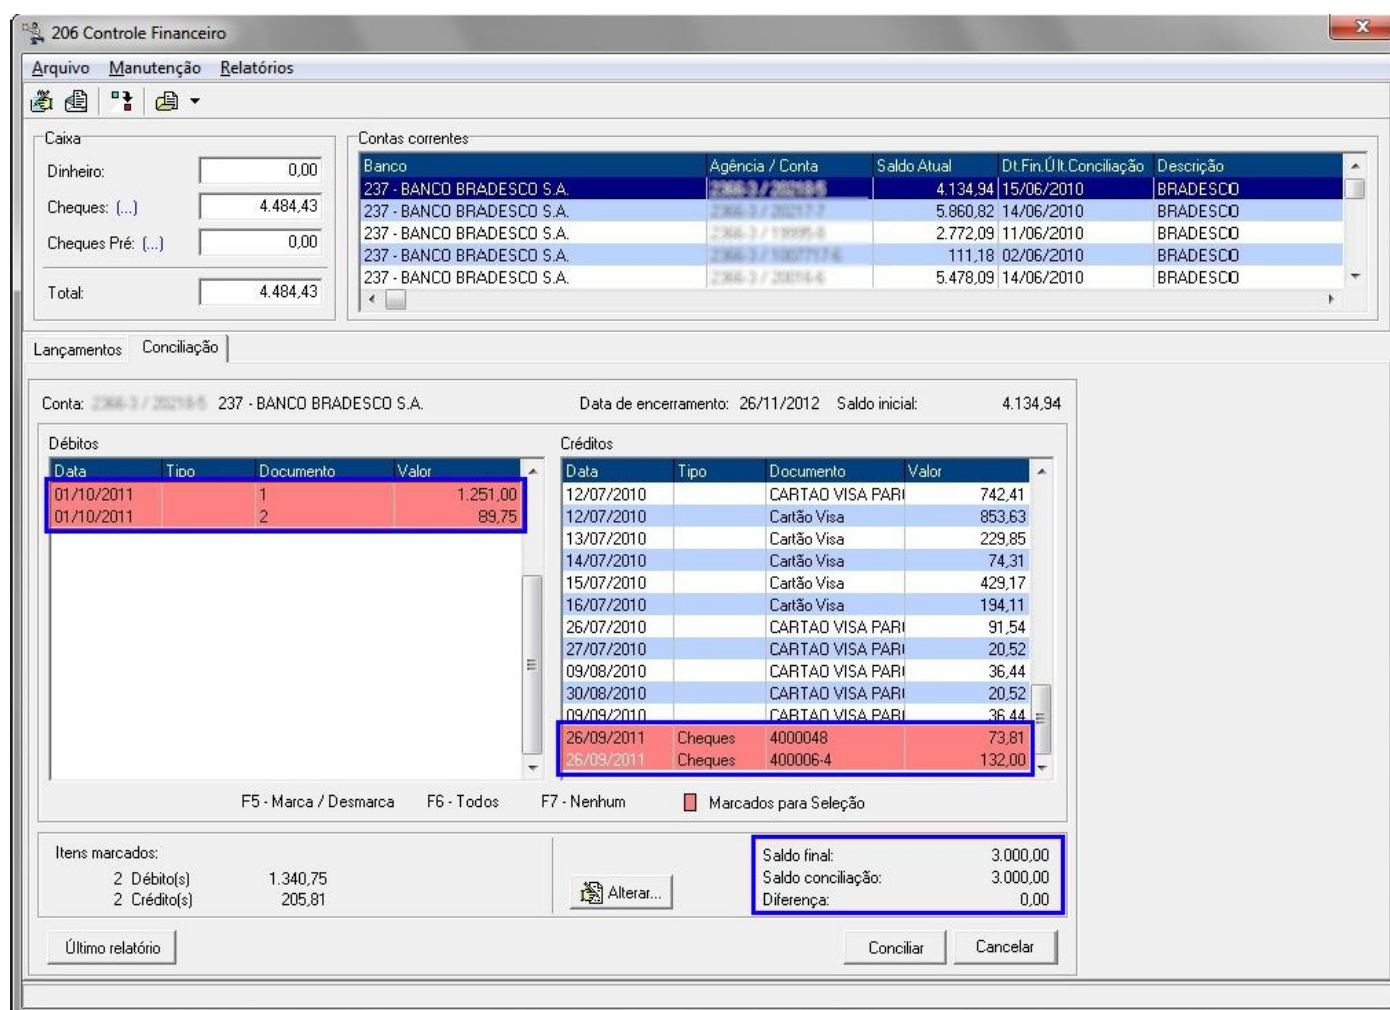 206 Controle Financeiro
Arquivo Manutenção Relatórios
Caixa
Dinheiro: 0,00
Cheques: (...) 4.484,43
Cheques Pré: (...) 0,00
Total: 4.484,43
Contas correntes
Banco Agência / Conta Saldo Atual Dt.Fin.Últ.Conciliação Descrição
237 - BANCO BRADESCO S.A. 4.134,94 15/06/2010 BRADESCO
237 - BANCO BRADESCO S.A. 5.860,82 14/06/2010 BRADESCO
237 - BANCO BRADESCO S.A. 2.772,09 11/06/2010 BRADESCO
237 - BANCO BRADESCO S.A. 111,18 02/06/2010 BRADESCO
237 - BANCO BRADESCO S.A. 5.478,09 14/06/2010 BRADESCO
Lançamentos Conciliação
Conta: 237 - BANCO BRADESCO S.A. Data de encerramento: 26/11/2012 Saldo inicial: 4.134,94
Débitos
Data Tipo Documento Valor
01/10/2011 1 1.251,00
01/10/2011 2 89,75
Créditos
Data Tipo Documento Valor
12/07/2010 CARTAO VISA PAR 742,41
12/07/2010 Cartão Visa 853,63
13/07/2010 Cartão Visa 229,85
14/07/2010 Cartão Visa 74,31
15/07/2010 Cartão Visa 429,17
16/07/2010 Cartão Visa 194,11
26/07/2010 CARTAO VISA PAR 91,54
27/07/2010 CARTAO VISA PAR 20,52
09/08/2010 CARTAO VISA PAR 36,44
30/08/2010 CARTAO VISA PAR 20,52
09/09/2010 CARTAO VISA PAR 36,44
26/09/2011 Cheques 4000048 73,81
26/09/2011 Cheques 400006-4 132,00
F5 - Marca / Desmarca F6 - Todos F7 - Nenhum Marcados para Seleção
Itens marcados:
2 Débito(s) 1.340,75
2 Crédito(s) 205,81
Alterar...
Saldo final: 3.000,00
Saldo conciliação: 3.000,00
Diferença: 0,00
Último relatório Conciliar Cancelar